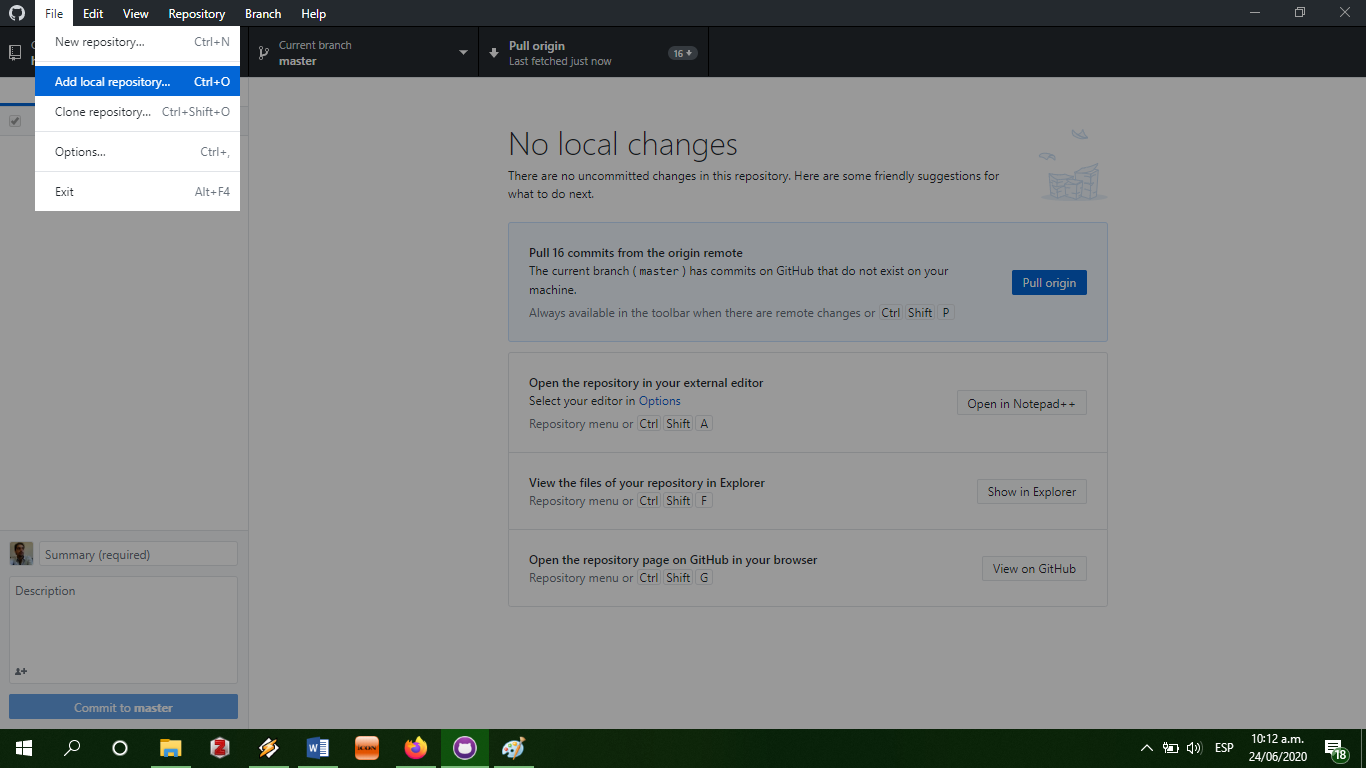 File Edit View Repository Branch Help
New repository... Ctrl+N
Add local repository... Ctrl+O
Clone repository... Ctrl+Shift+O
Options... Ctrl+,
Exit Alt+F4
Current branch
master
Pull origin
Last fetched just now
16
No local changes
There are no uncommitted changes in this repository. Here are some friendly suggestions for
what to do next.
Pull 16 commits from the origin remote
The current branch (master) has commits on GitHub that do not exist on your
machine.
Always available in the toolbar when there are remote changes or Ctrl Shift P
Pull origin
Open the repository in your external editor
Select your editor in Options
Repository menu or Ctrl Shift A
Open in Notepad++
View the files of your repository in Explorer
Repository menu or Ctrl Shift F
Show in Explorer
Open the repository page on GitHub in your browser
Repository menu or Ctrl Shift G
View on GitHub
Summary (required)
Description
Commit to master
ICON
ESP
10:12 a.m.
24/06/2020
18